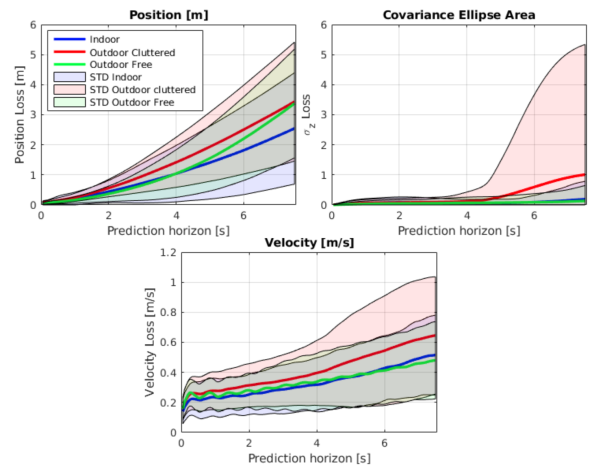 Position [m]
Position Loss [m]
6
5
4
3
2
1
0
Indoor
Outdoor Cluttered
Outdoor Free
STD Indoor
STD Outdoor cluttered
STD Outdoor Free
0 2 4 6
Prediction horizon [s]
Covariance Ellipse Area
σz Loss
6
5
4
3
2
1
0
0 2 4 6
Prediction horizon [s]
Velocity [m/s]
Velocity Loss [m/s]
1.2
1
0.8
0.6
0.4
0.2
0
0 2 4 6
Prediction horizon [s]